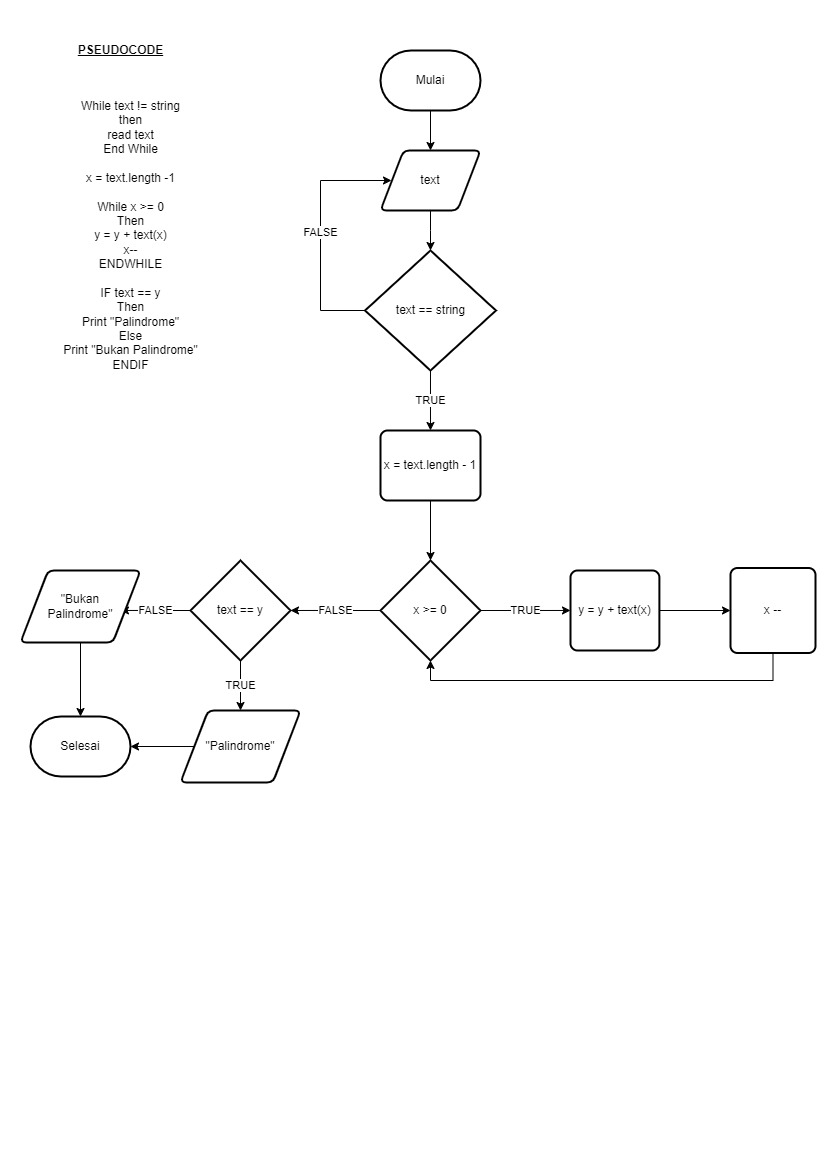 PSEUDOCODE
While text != string
then
read text
End While
x = text.length -1
While x >= 0
Then
y = y + text(x)
x--
ENDWHILE
IF text == y
Then
Print "Palindrome"
Else
Print "Bukan Palindrome"
ENDIF
Mulai
text
FALSE
text == string
TRUE
x = text.length - 1
"Bukan
Palindrome"
FALSE
text == y
FALSE
x >= 0
TRUE
y = y + text(x)
x --
TRUE
Selesai
"Palindrome"